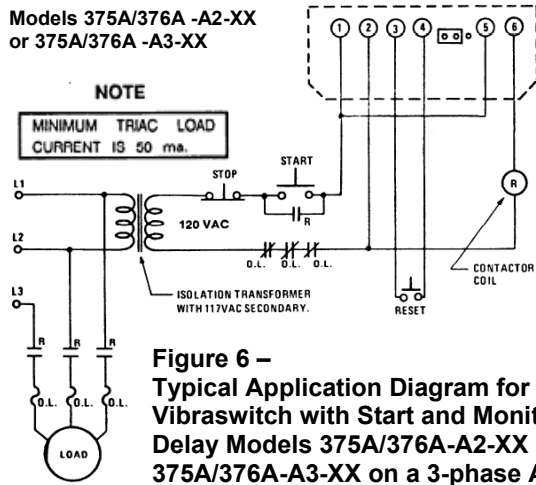 Models 375A/376A -A2-XX
or 375A/376A -A3-XX
1 2 3 4 5 6
NOTE
MINIMUM TRIAC LOAD
CURRENT IS 50 ma.
STOP
START
R
L1
120 VAC
R
L2
O.L. O.L. O.L.
CONTACTOR
COIL
L3
ISOLATION TRANSFORMER
WITH 117VAC SECONDARY.
RESET
R R R
O.L. O.L. O.L.
LOAD
Figure 6 –
Typical Application Diagram for
Vibraswitch with Start and Monit
Delay Models 375A/376A-A2-XX
375A/376A-A3-XX on a 3-phase A